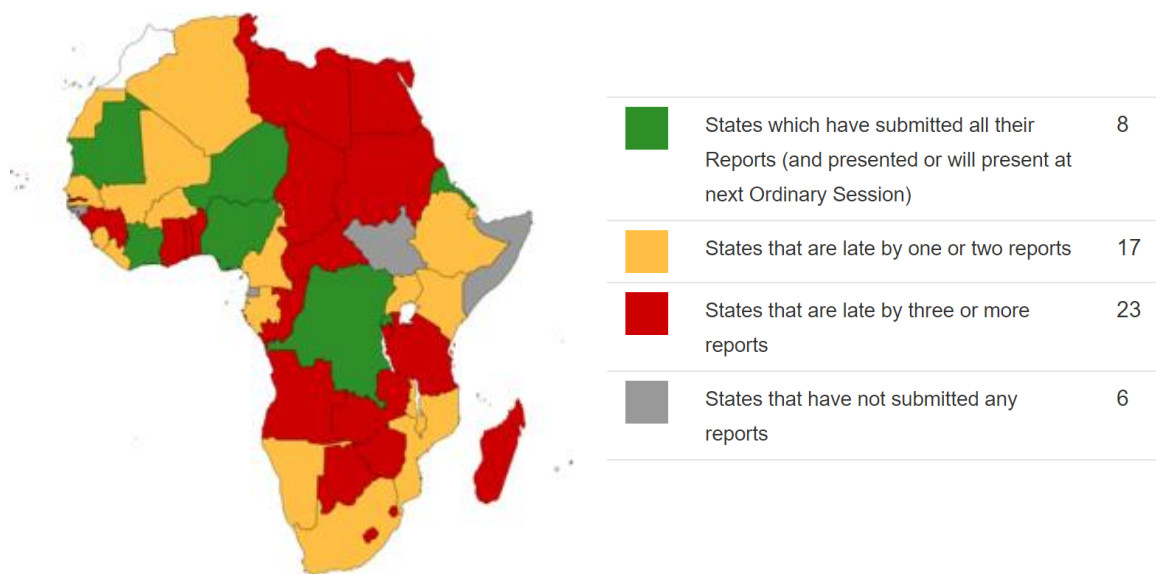 States which have submitted all their 8
Reports (and presented or will present at
next Ordinary Session)
States that are late by one or two reports 17
States that are late by three or more 23
reports
States that have not submitted any 6
reports